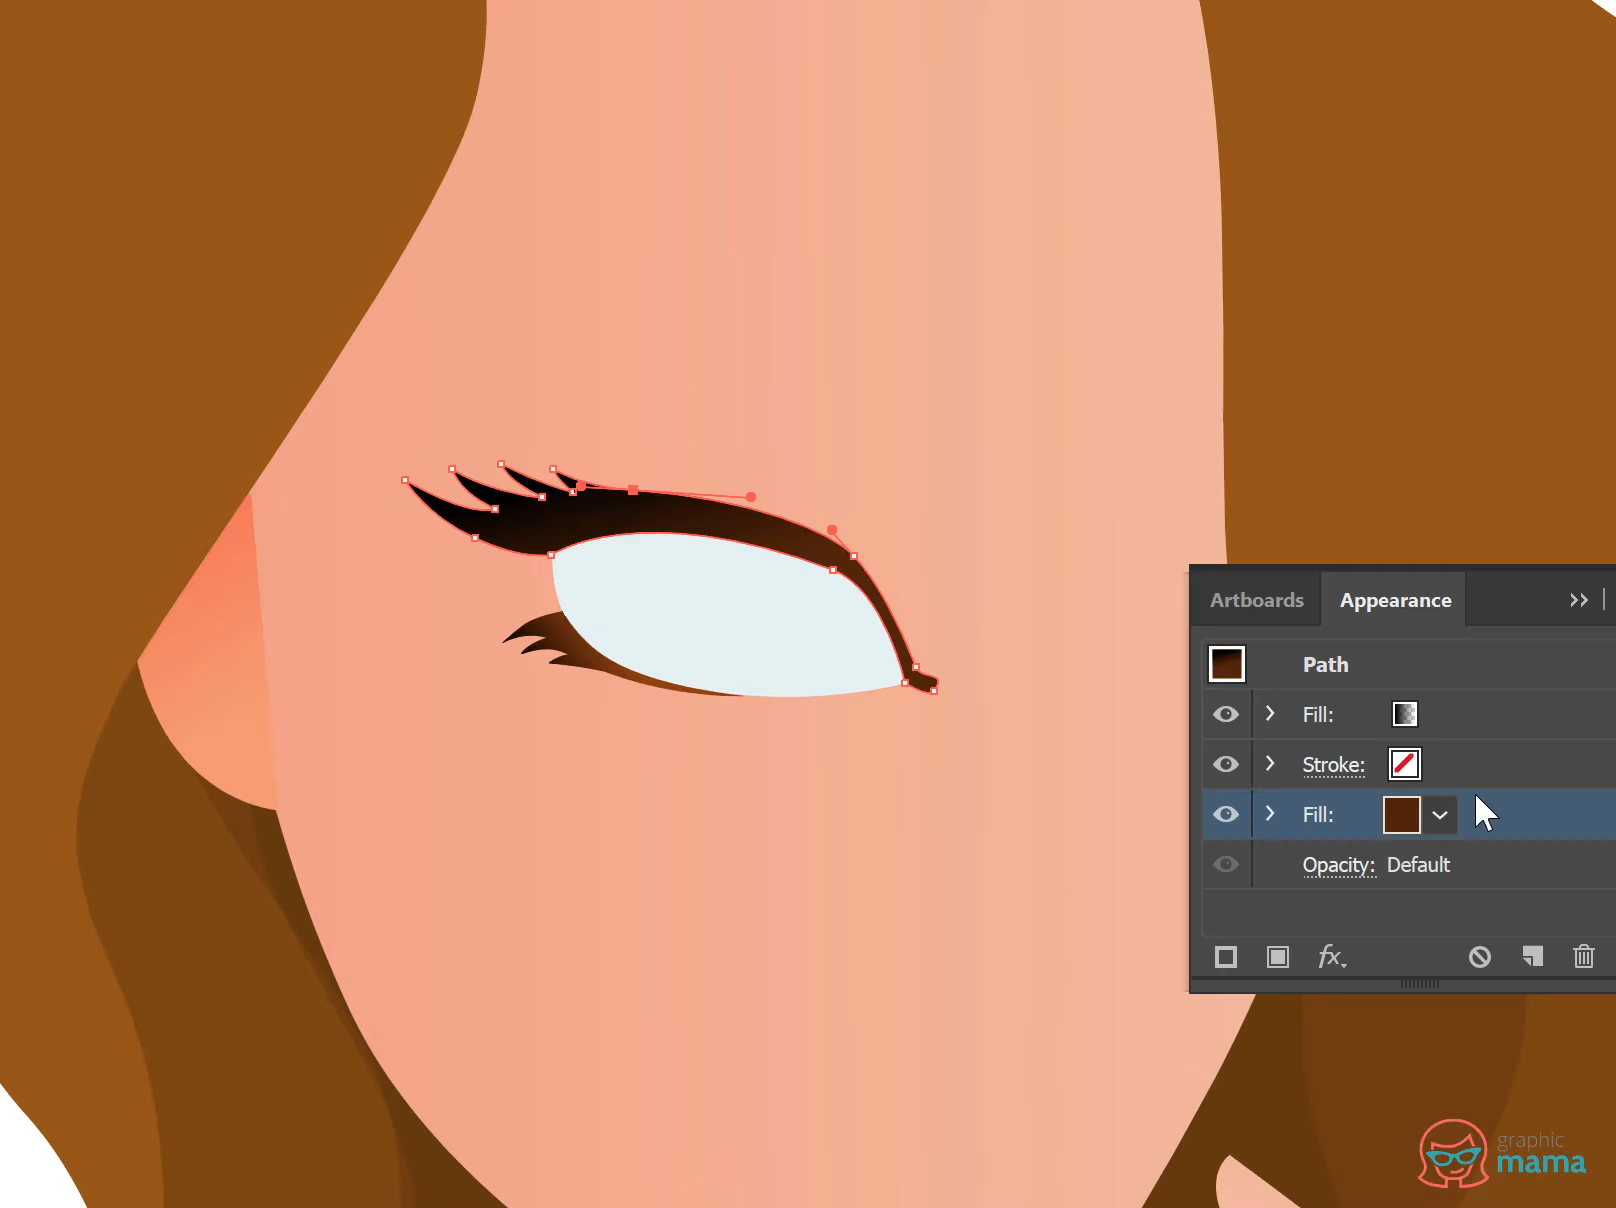 Artboards Appearance
Path
Fill:
Stroke:
Fill:
Opacity: Default
fx
graphic
mama